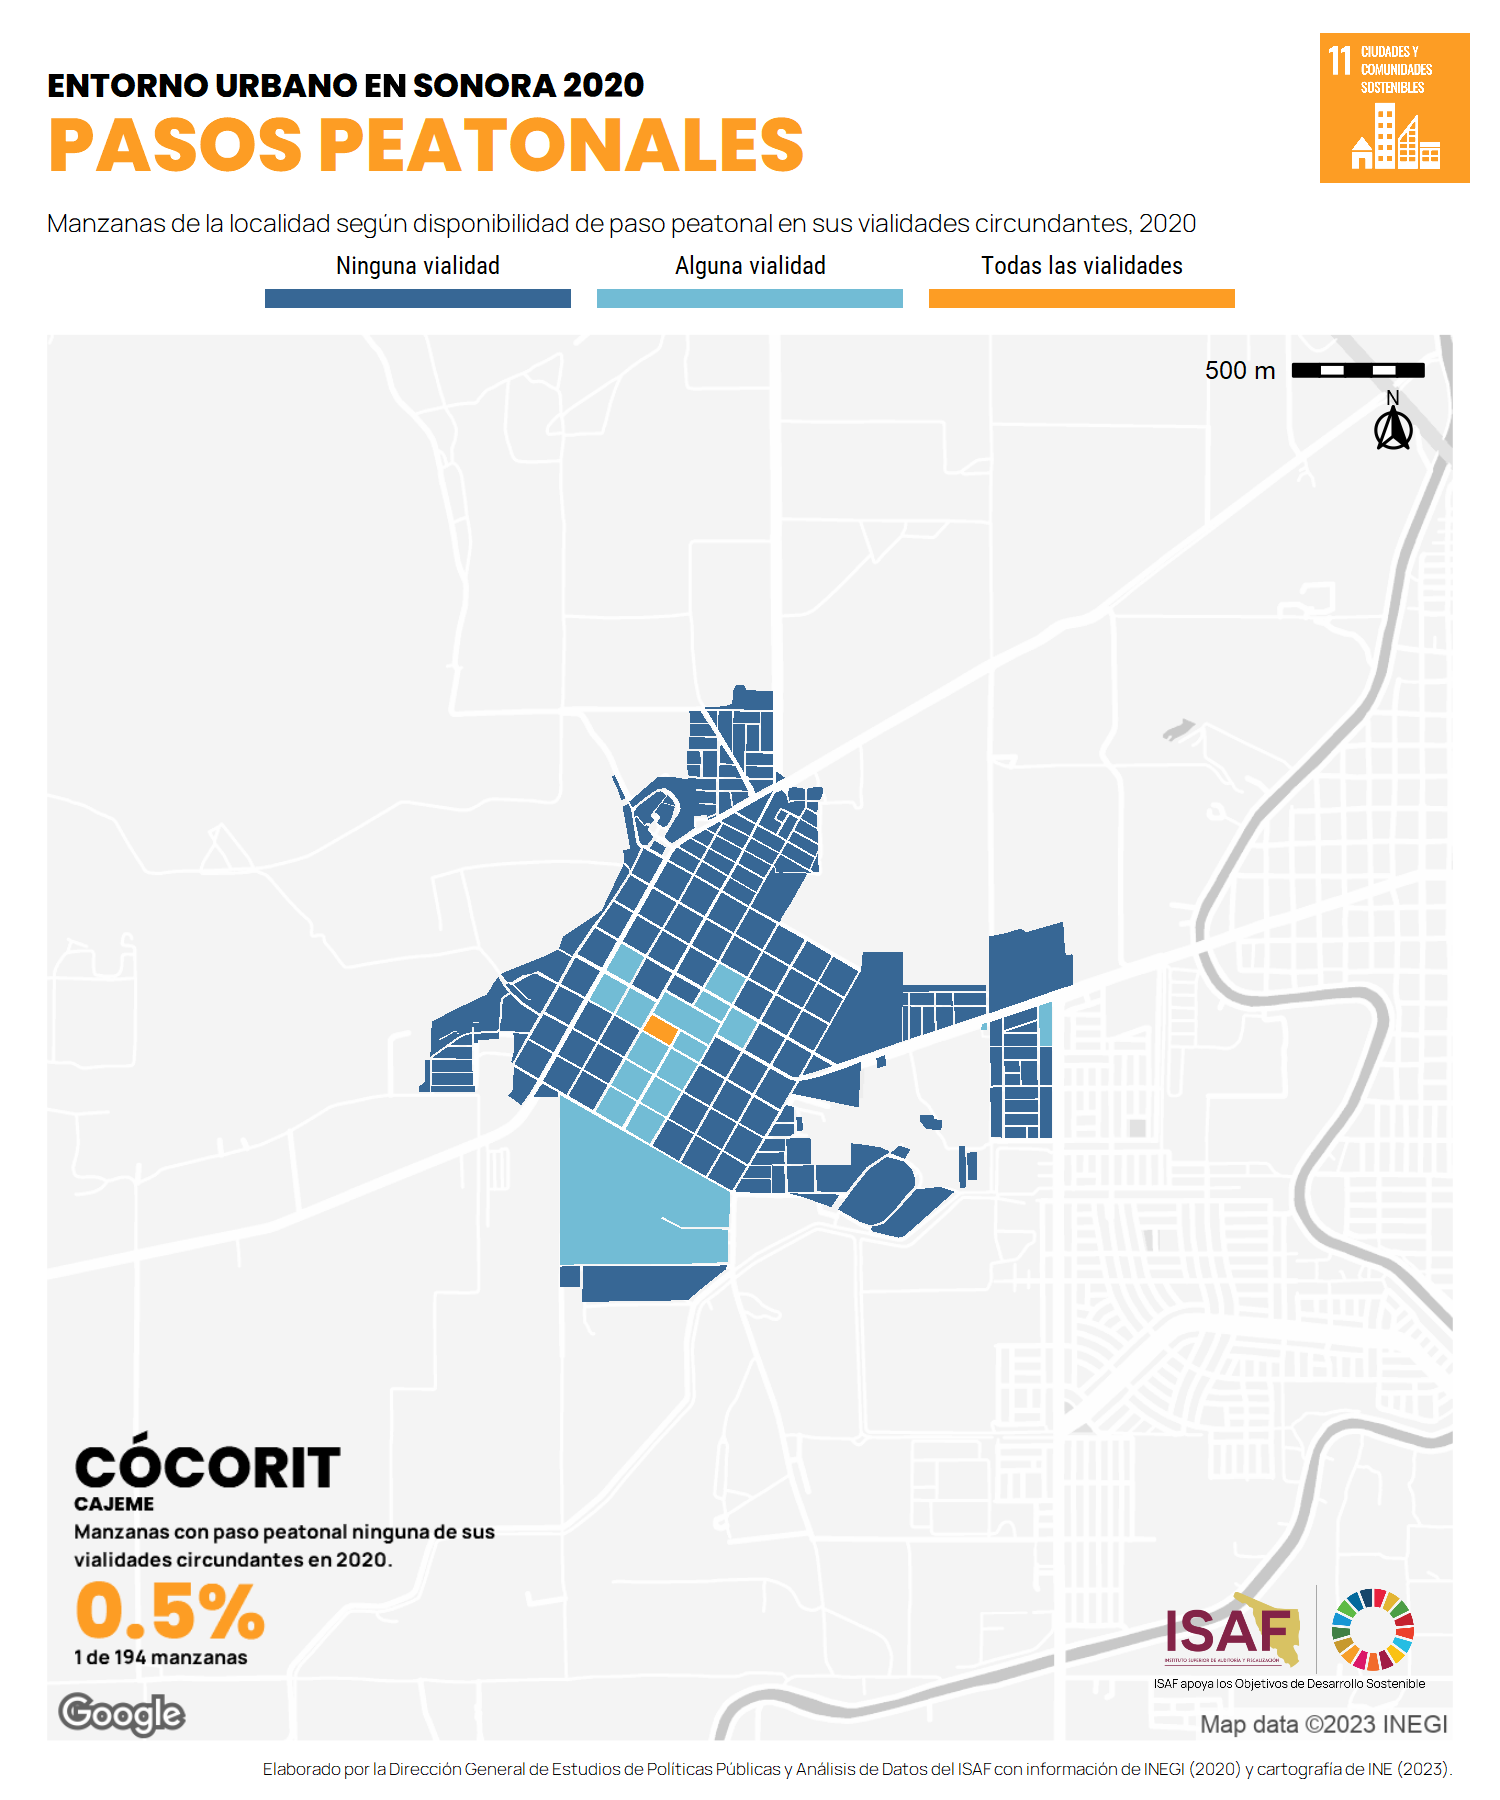 ENTORNO URBANO EN SONORA 2020
PASOS PEATONALES
11 CIUDADES Y
COMUNIDADES
SOSTENIBLES
Manzanas de la localidad según disponibilidad de paso peatonal en sus vialidades circundantes, 2020
Ninguna vialidad
Alguna vialidad
Todas las vialidades
500 m
N
CÓCORIT
CAJEME
Manzanas con paso peatonal ninguna de sus
vialidades circundantes en 2020.
0.5%
1 de 194 manzanas
ISAF
INSTITUTO SUPERIOR DE AUDITORÍA Y FISCALIZACIÓN
ISAF apoya los Objetivos de Desarrollo Sostenible
Google
Map data ©2023 INEGI
Elaborado por la Dirección General de Estudios de Políticas Públicas y Análisis de Datos del ISAF con información de INEGI (2020) y cartografía de INE (2023).